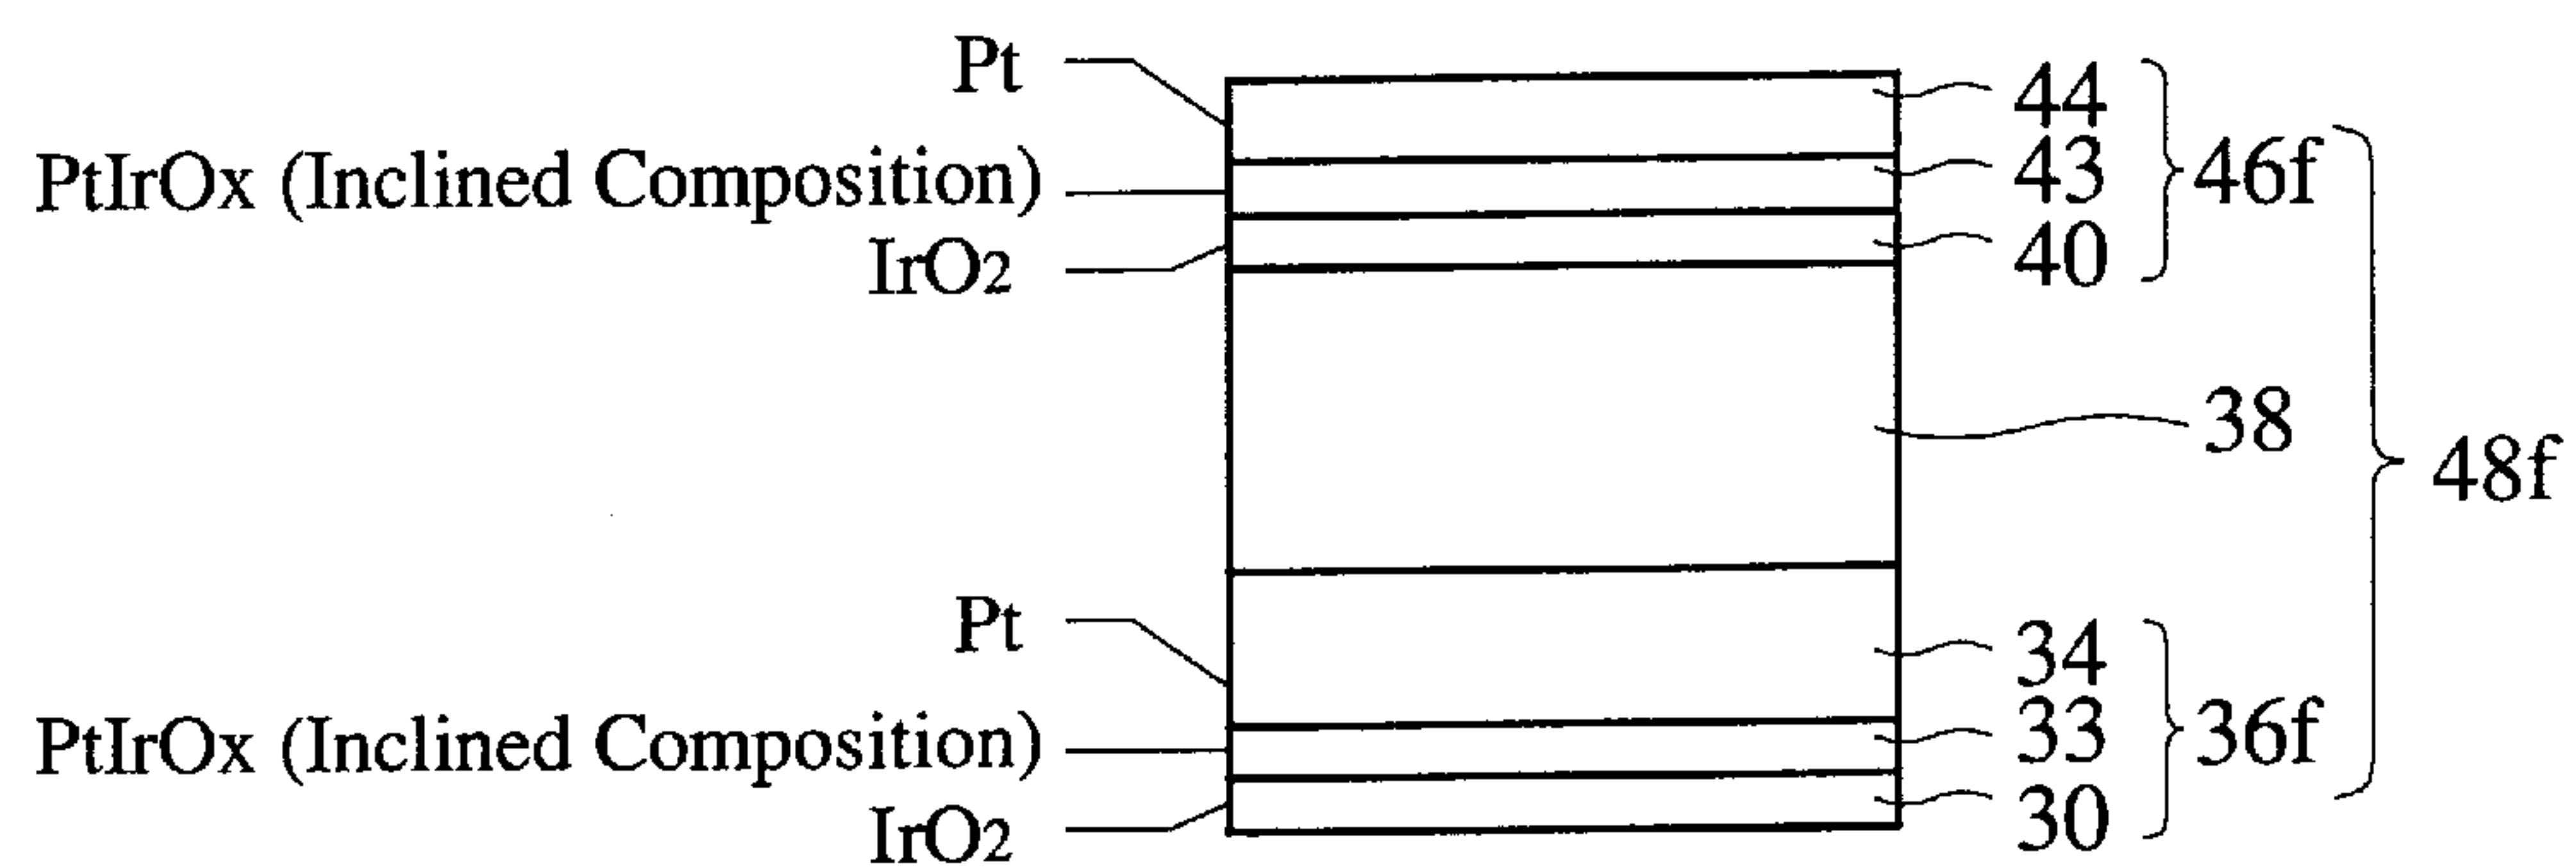 Pt 44
PtIrOx (Inclined Composition) 43 46f
IrO2 40
38
48f
Pt 34
PtIrOx (Inclined Composition) 33 36f
IrO2 30